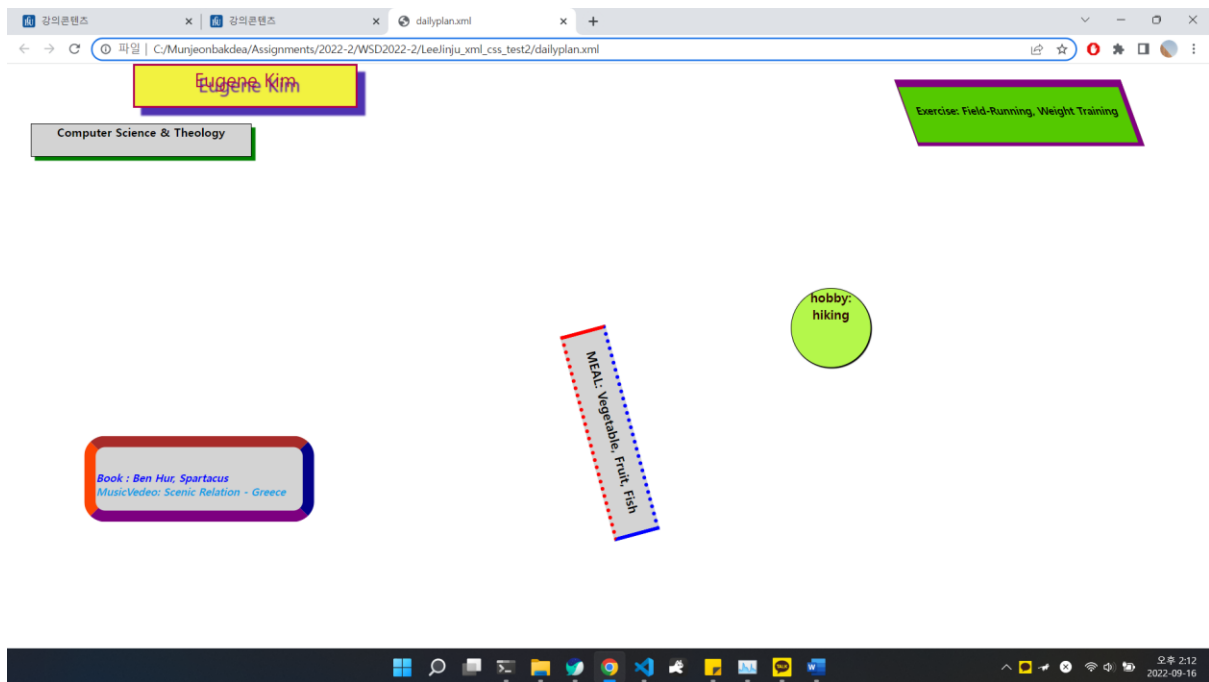 강의콘텐츠
강의콘텐츠
dailyplan.xml
파일 | C:/Munjeonbakdea/Assignments/2022-2/WSD2022-2/LeeJinju_xml_css_test2/dailyplan.xml
Eugene Kim
Computer Science & Theology
Exercise: Field-Running, Weight Training
hobby:
hiking
MEAL: Vegetable, Fruit, Fish
Book : Ben Hur, Spartacus
MusicVedeo: Scenic Relation - Greece
오후 2:12
2022-09-16